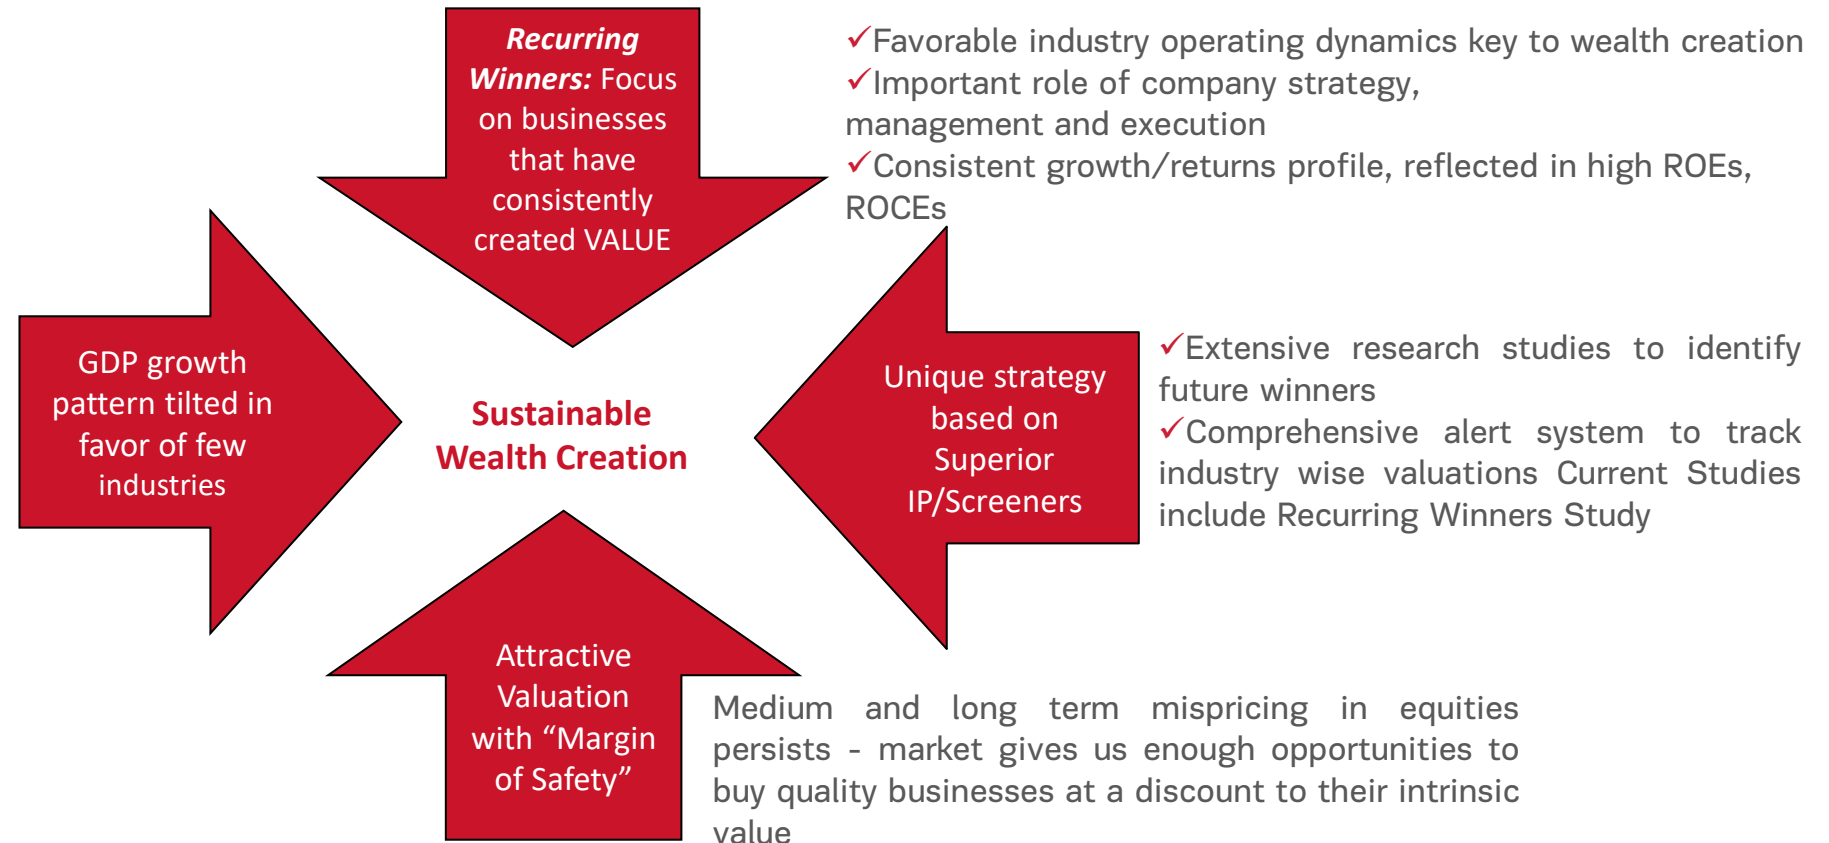 Recurring
Winners: Focus
on businesses
that have
consistently
created VALUE
✓Favorable industry operating dynamics key to wealth creation
✓Important role of company strategy,
management and execution
✓Consistent growth/returns profile, reflected in high ROEs,
ROCEs
GDP growth
pattern tilted in
favor of few
industries
Sustainable
Wealth Creation
Unique strategy
based on
Superior
IP/Screeners
✓Extensive research studies to identify
future winners
✓Comprehensive alert system to track
industry wise valuations Current Studies
include Recurring Winners Study
Attractive
Valuation
with “Margin
of Safety”
Medium and long term mispricing in equities
persists - market gives us enough opportunities to
buy quality businesses at a discount to their intrinsic
value